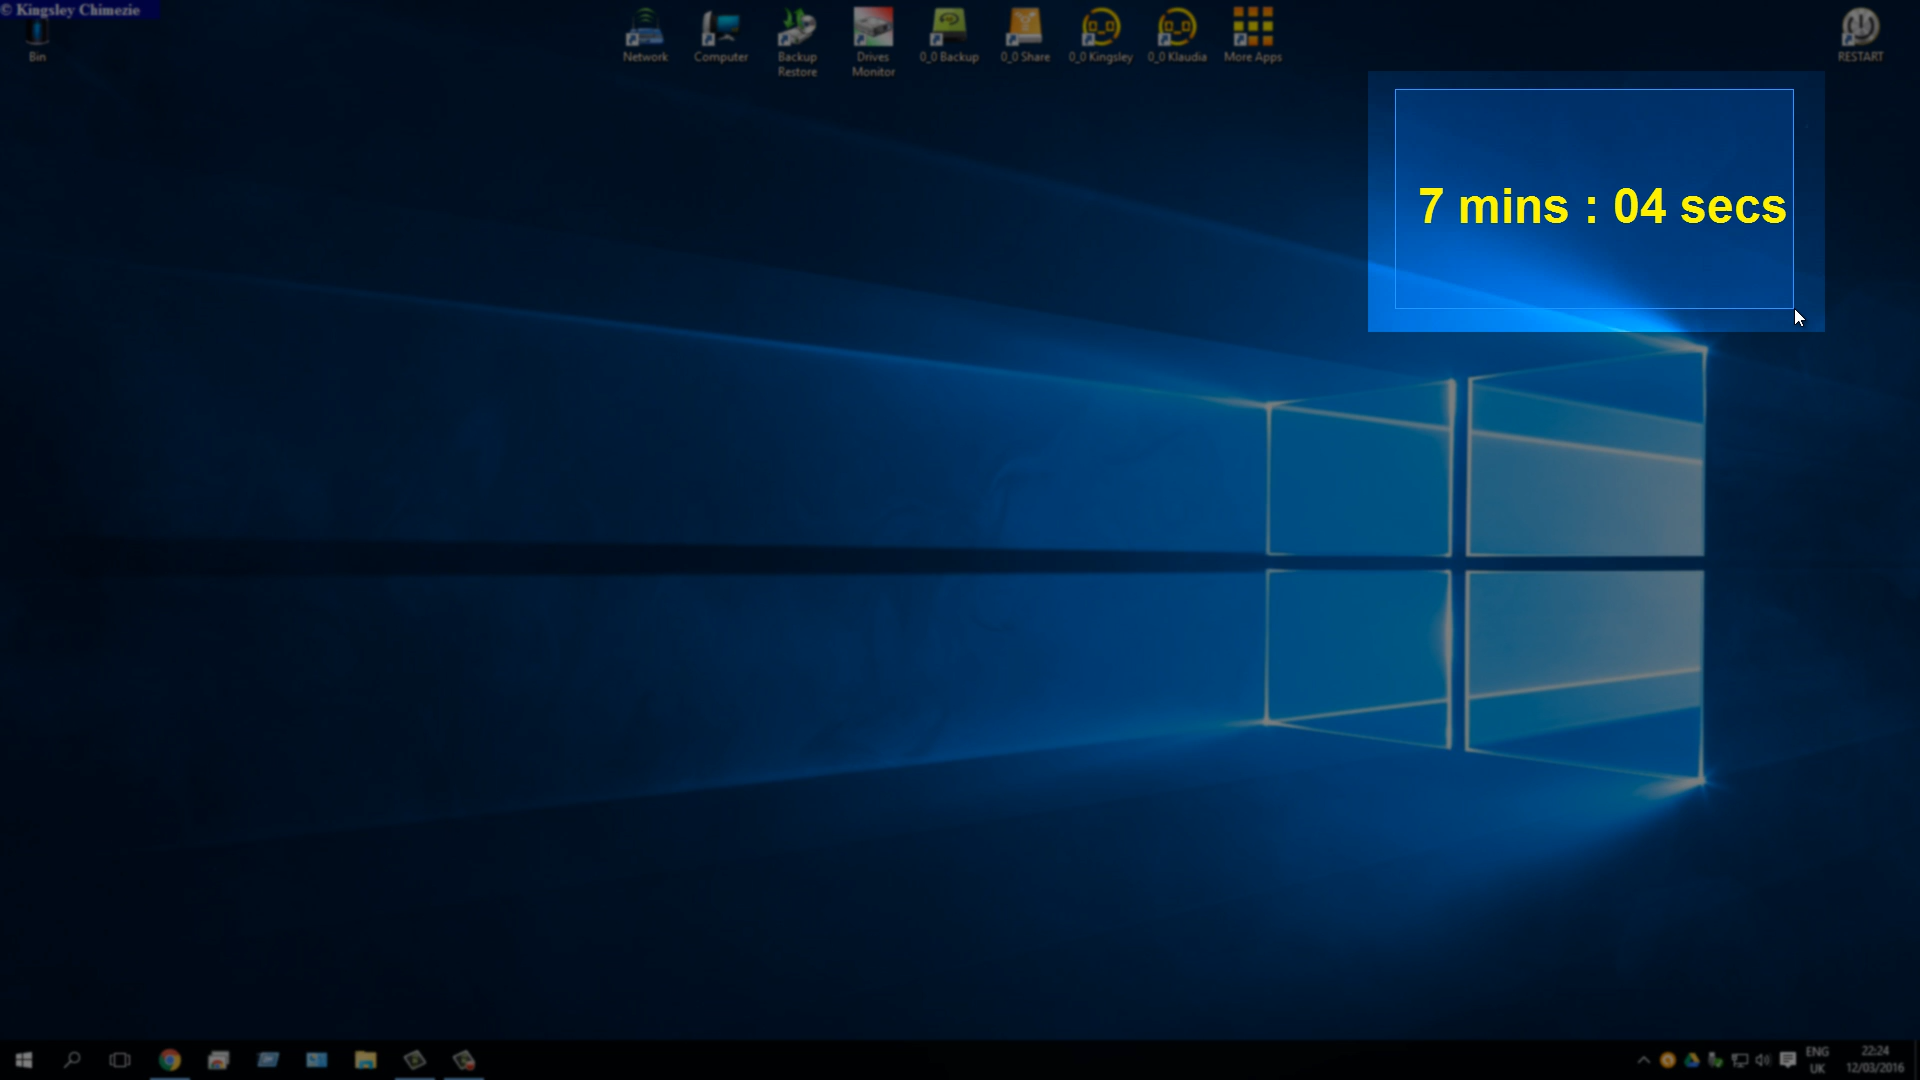 © Kingsley Chimezie
Bin
Network
Computer
Backup
Restore
Drives
Monitor
0_0 Backup
0_0 Share
0_0 Kingsley
0_0 Klaudia
More Apps
RESTART
7 mins : 04 secs
ENG
UK
22:24
12/03/2016